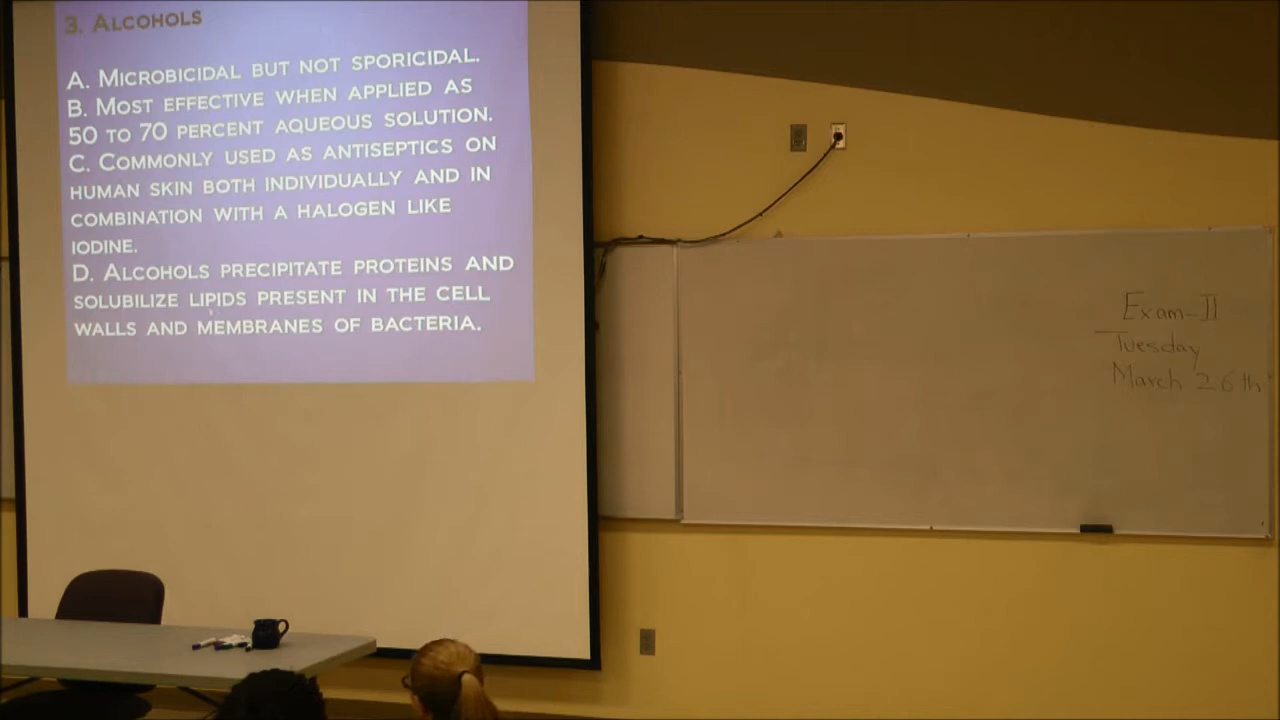 3. Alcohols
A. Microbicidal but not sporicidal.
B. Most effective when applied as
50 to 70 percent aqueous solution.
C. Commonly used as antiseptics on
human skin both individually and in
combination with a halogen like
iodine.
D. Alcohols precipitate proteins and
solubilize lipids present in the cell
walls and membranes of bacteria.
Exam-II
Tuesday
March 26th